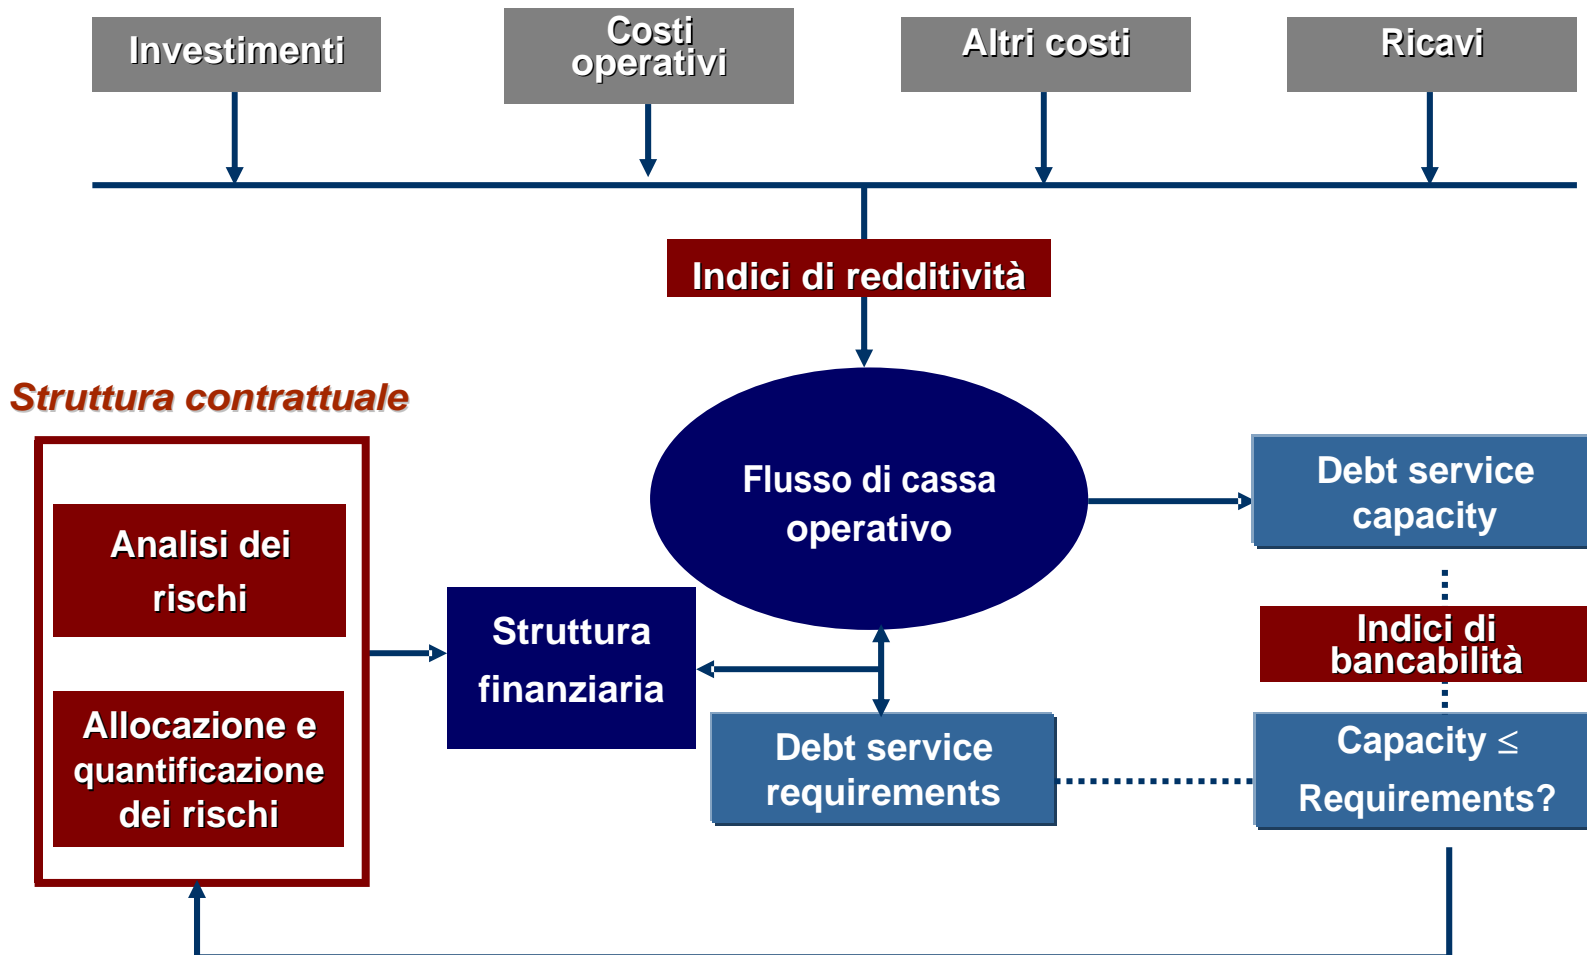 Investimenti
Costi
operativi
Altri costi
Ricavi
Indici di redditività
Struttura contrattuale
Flusso di cassa
operativo
Debt service
capacity
Analisi dei
rischi
Struttura
finanziaria
Indici di
bancabilità
Allocazione e
quantificazione
dei rischi
Debt service
requirements
Capacity ≤
Requirements?